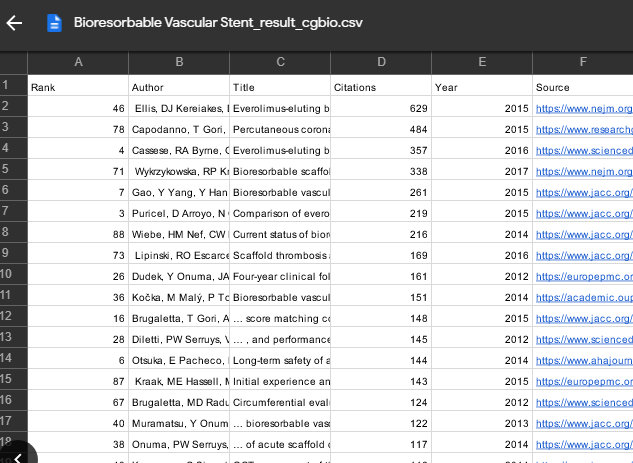 Bioresorbable Vascular Stent_result_cgbio.csv
A B C D E F
1 Rank Author Title Citations Year Source
2 46 Ellis, DJ Kereiakes, Everolimus-eluting b 629 2015 https://www.nejm.org
3 78 Capodanno, T Gori, Percutaneous corona 484 2015 https://www.research
4 4 Cassese, RA Byrne, Everolimus-eluting b 357 2016 https://www.scienced
5 71 Wykrzykowska, RP Kr Bioresorbable scaffol 338 2017 https://www.nejm.org
6 7 Gao, Y Yang, Y Han Bioresorbable vascul 261 2015 https://www.jacc.org/
7 3 Puricel, D Arroyo, N Comparison of evero 219 2015 https://www.jacc.org/
8 88 Wiebe, HM Nef, CW Current status of bior 216 2014 https://www.jacc.org/
9 73 Lipinski, RO Escarce Scaffold thrombosis 169 2016 https://www.jacc.org/
10 26 Dudek, Y Onuma, JA Four-year clinical fol 161 2012 https://europepmc.or
11 36 Kočka, M Malý, P To Bioresorbable vascul 151 2014 https://academic.oup
12 16 Brugaletta, T Gori, A ... score matching co 148 2015 https://www.jacc.org/
13 28 Diletti, PW Serruys, V ... , and performance 145 2012 https://www.scienced
14 6 Otsuka, E Pacheco, Long-term safety of a 144 2014 https://www.ahajourn
15 87 Kraak, ME Hassell, M Initial experience an 143 2015 https://europepmc.or
16 67 Brugaletta, MD Radu Circumferential evalu 124 2012 https://www.scienced
17 40 Muramatsu, Y Onum ... bioresorbable vasc 122 2013 https://www.jacc.org/
18 38 Onuma, PW Serruys, ... of acute scaffold 117 2014 https://www.jacc.org/